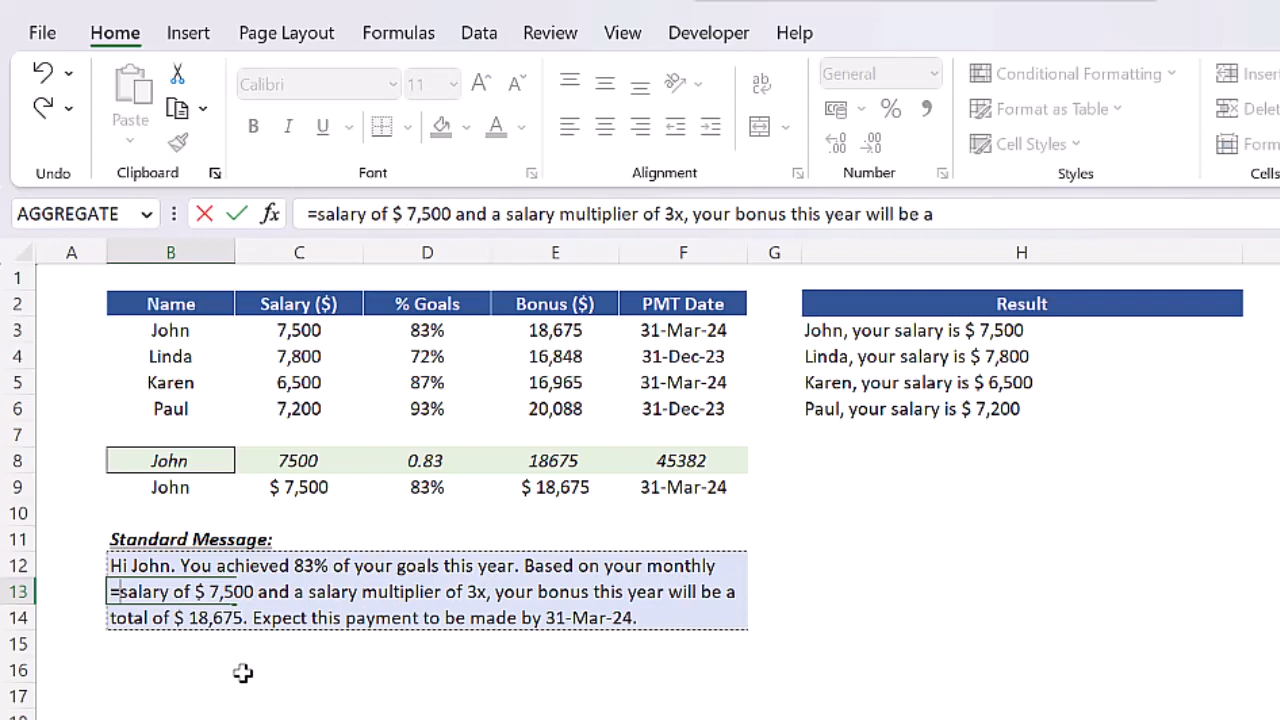 File Home Insert Page Layout Formulas Data Review View Developer Help
Calibri 11 General Conditional Formatting Inser
Paste B I U A % Format as Table Delet
Cell Styles Form
Undo Clipboard Font Alignment Number Styles Cells
AGGREGATE fx =salary of $ 7,500 and a salary multiplier of 3x, your bonus this year will be a
A B C D E F G H
1
2 Name Salary ($) % Goals Bonus ($) PMT Date Result
3 John 7,500 83% 18,675 31-Mar-24 John, your salary is $ 7,500
4 Linda 7,800 72% 16,848 31-Dec-23 Linda, your salary is $ 7,800
5 Karen 6,500 87% 16,965 31-Mar-24 Karen, your salary is $ 6,500
6 Paul 7,200 93% 20,088 31-Dec-23 Paul, your salary is $ 7,200
7
8 John 7500 0.83 18675 45382
9 John $ 7,500 83% $ 18,675 31-Mar-24
10
11 Standard Message:
12 Hi John. You achieved 83% of your goals this year. Based on your monthly
13 =salary of $ 7,500 and a salary multiplier of 3x, your bonus this year will be a
14 total of $ 18,675. Expect this payment to be made by 31-Mar-24.
15
16
17